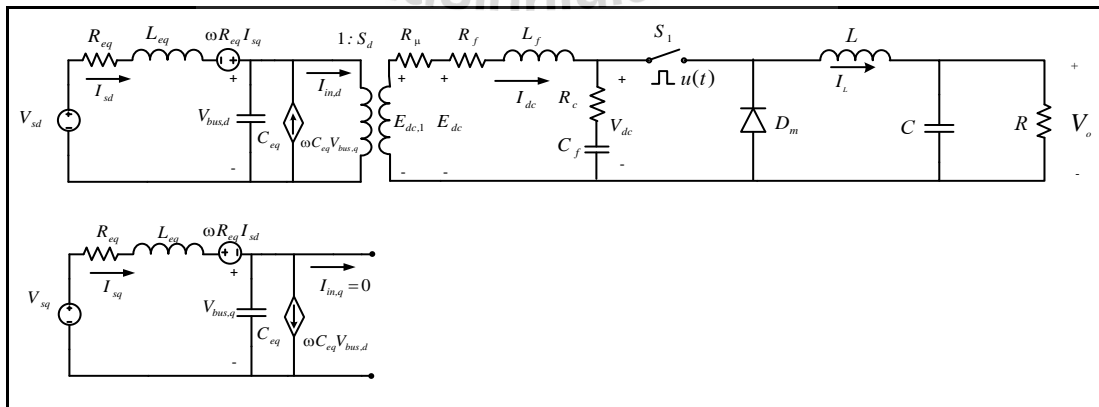 R_eq L_eq ωR_eq I_sq 1 : S_d R_μ R_f L_f S_1 L
I_sd I_in,d I_dc u(t) I_L
V_sd + - V_bus,d C_eq ωC_eq V_bus,q E_dc,1 E_dc R_c V_dc C_f D_m C R V_o
R_eq L_eq ωR_eq I_sd
I_sq I_in,q = 0
V_sq + - V_bus,q C_eq ωC_eq V_bus,d